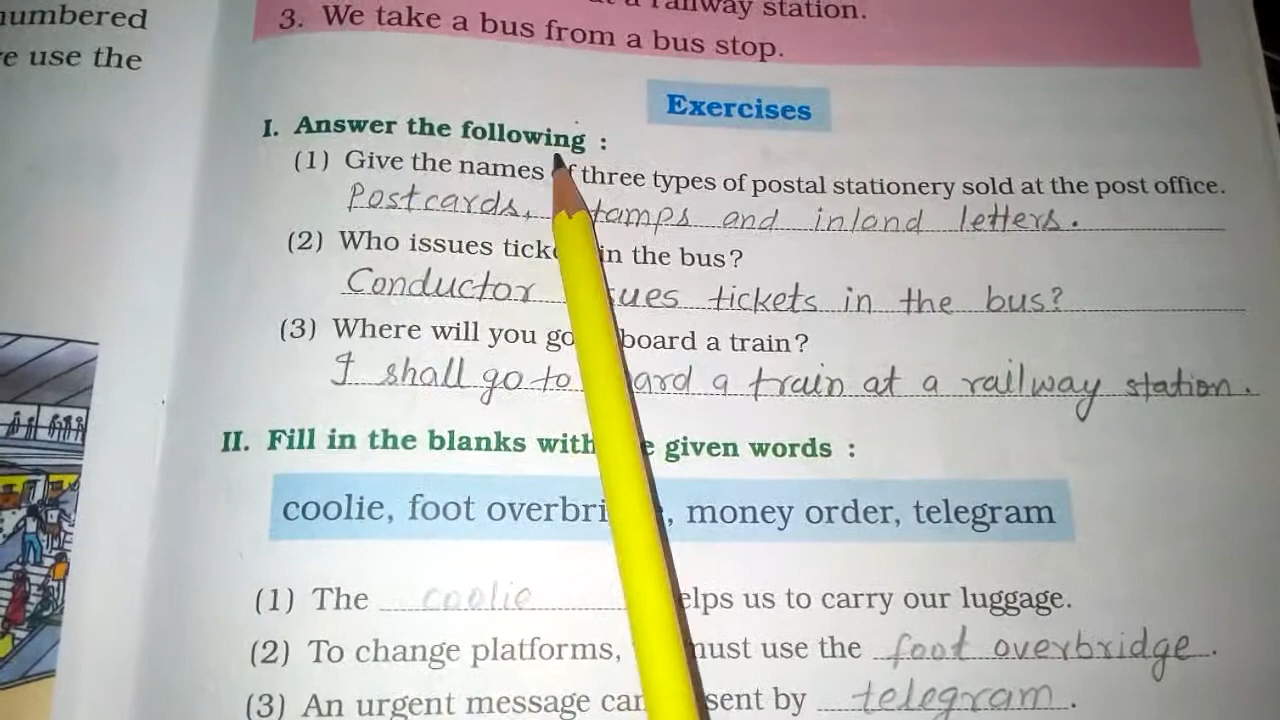 numbered
e use the
railway station.
3. We take a bus from a bus stop.
Exercises
I. Answer the following :
(1) Give the names of three types of postal stationery sold at the post office.
Postcards, tamps and inland letters.
(2) Who issues tick in the bus?
Conductor ues tickets in the bus?
(3) Where will you go board a train?
I shall go to ard a train at a railway station.
II. Fill in the blanks with e given words :
coolie, foot overbri , money order, telegram
(1) The coolie elps us to carry our luggage.
(2) To change platforms, must use the foot overbridge.
(3) An urgent message can sent by telegram.